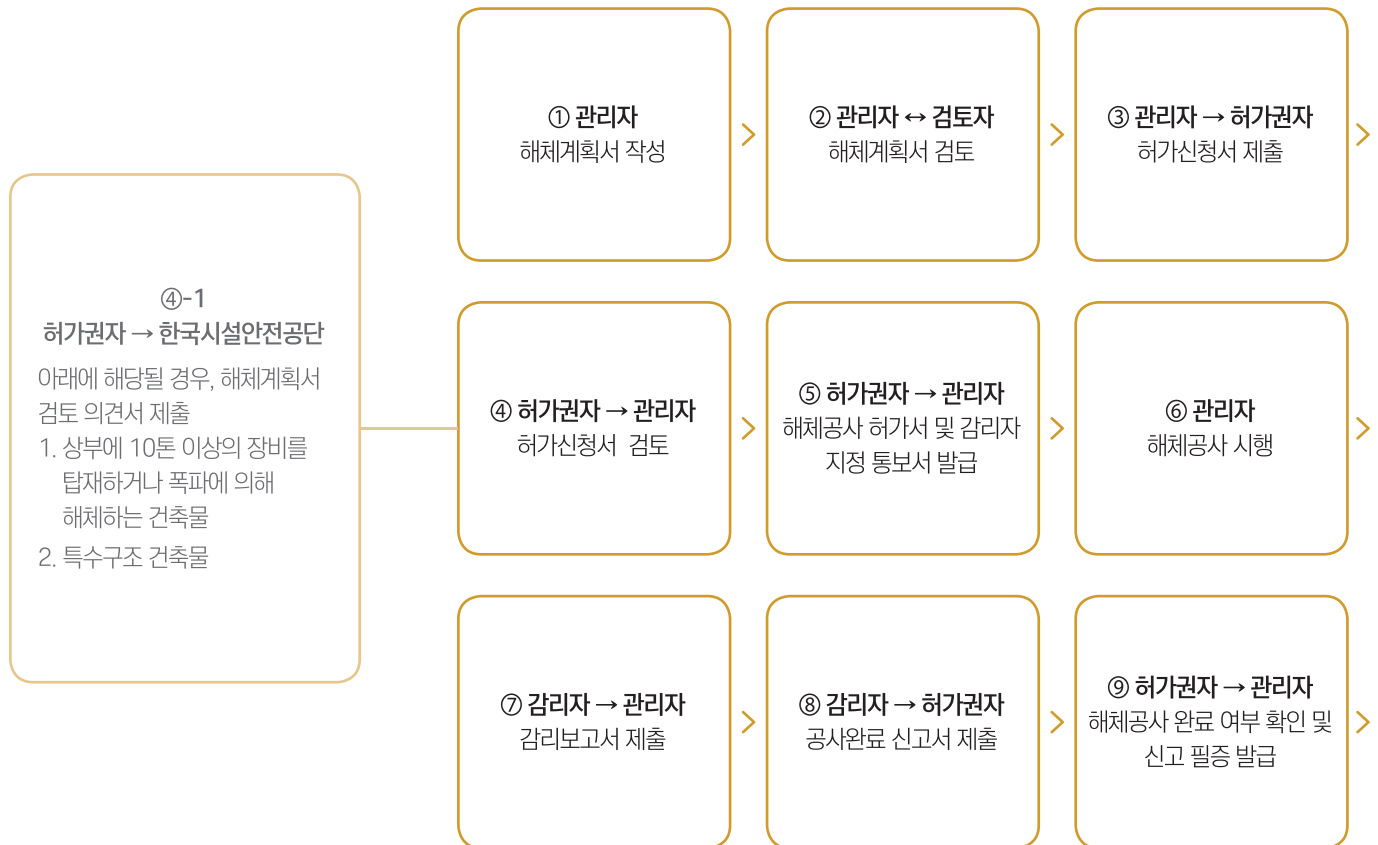 ① 관리자
해체계획서 작성
② 관리자 ↔ 검토자
해체계획서 검토
③ 관리자 → 허가권자
허가신청서 제출
④-1
허가권자 → 한국시설안전공단
아래에 해당될 경우, 해체계획서
검토 의견서 제출
1. 상부에 10톤 이상의 장비를
탑재하거나 폭파에 의해
해체하는 건축물
2. 특수구조 건축물
④ 허가권자 → 관리자
허가신청서 검토
⑤ 허가권자 → 관리자
해체공사 허가서 및 감리자
지정 통보서 발급
⑥ 관리자
해체공사 시행
⑦ 감리자 → 관리자
감리보고서 제출
⑧ 감리자 → 허가권자
공사완료 신고서 제출
⑨ 허가권자 → 관리자
해체공사 완료 여부 확인 및
신고 필증 발급